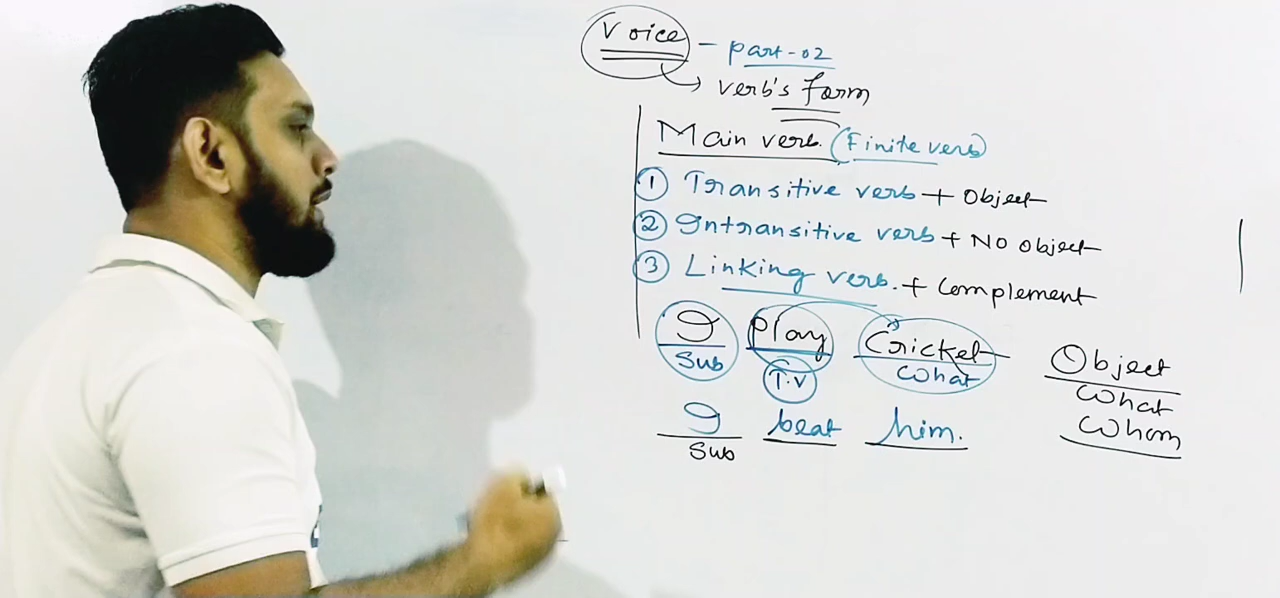 Voice - part-02
verb's form
Main verb. (Finite verb)
1 Transitive verb + Object
2 Intransitive verb + No object
3 Linking verb. + Complement
I Play Cricket
Sub T.V What
Object
What
Whom
I beat him.
Sub